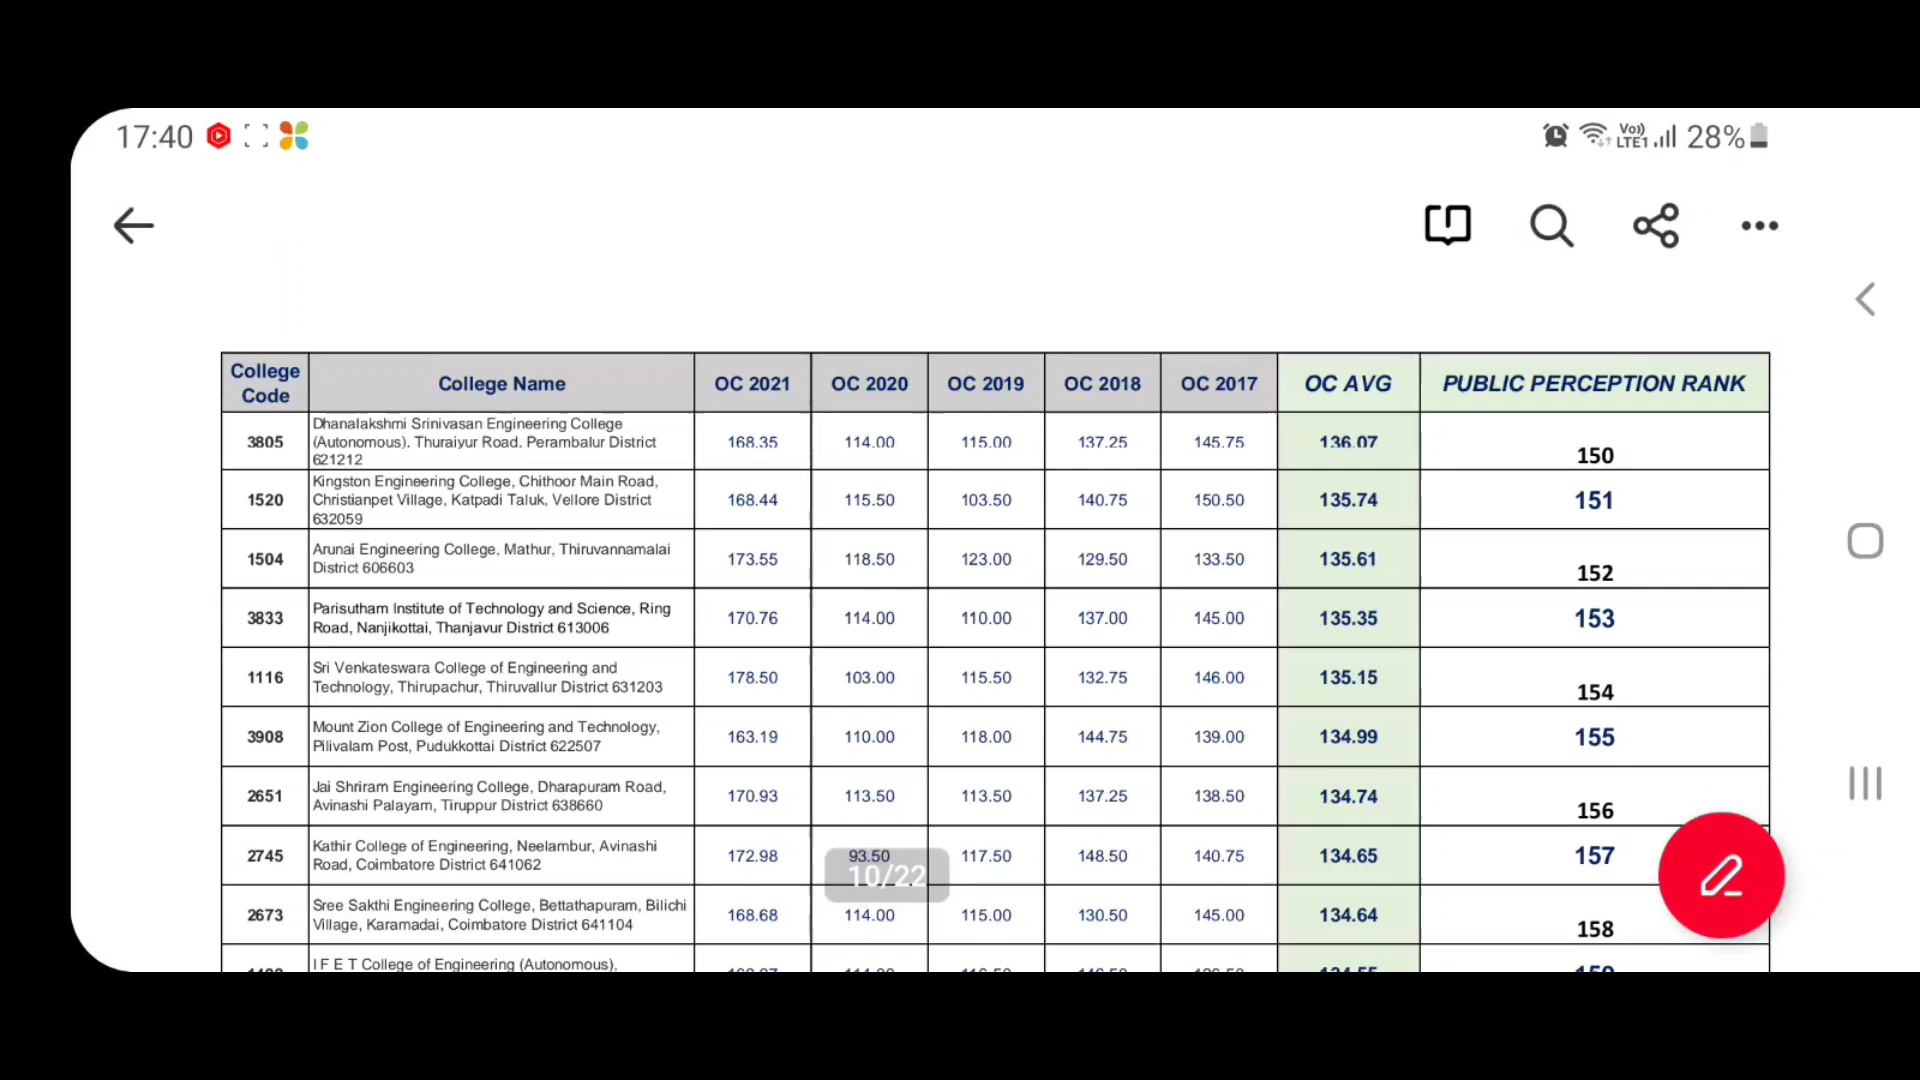 17:40
Vo)) LTE1 28%
College Code College Name OC 2021 OC 2020 OC 2019 OC 2018 OC 2017 OC AVG PUBLIC PERCEPTION RANK
3805 Dhanalakshmi Srinivasan Engineering College (Autonomous), Thuraiyur Road, Perambalur District 621212 168.35 114.00 115.00 137.25 145.75 136.07 150
1520 Kingston Engineering College, Chithoor Main Road, Christianpet Village, Katpadi Taluk, Vellore District 632059 168.44 115.50 103.50 140.75 150.50 135.74 151
1504 Arunai Engineering College, Mathur, Thiruvannamalai District 606603 173.55 118.50 123.00 129.50 133.50 135.61 152
3833 Parisutham Institute of Technology and Science, Ring Road, Nanjikottai, Thanjavur District 613006 170.76 114.00 110.00 137.00 145.00 135.35 153
1116 Sri Venkateswara College of Engineering and Technology, Thirupachur, Thiruvallur District 631203 178.50 103.00 115.50 132.75 146.00 135.15 154
3908 Mount Zion College of Engineering and Technology, Pilivalam Post, Pudukkottai District 622507 163.19 110.00 118.00 144.75 139.00 134.99 155
2651 Jai Shriram Engineering College, Dharapuram Road, Avinashi Palayam, Tiruppur District 638660 170.93 113.50 113.50 137.25 138.50 134.74 156
2745 Kathir College of Engineering, Neelambur, Avinashi Road, Coimbatore District 641062 172.98 93.50 117.50 148.50 140.75 134.65 157
10/22
2673 Sree Sakthi Engineering College, Bettathapuram, Bilichi Village, Karamadai, Coimbatore District 641104 168.68 114.00 115.00 130.50 145.00 134.64 158
I F E T College of Engineering (Autonomous),